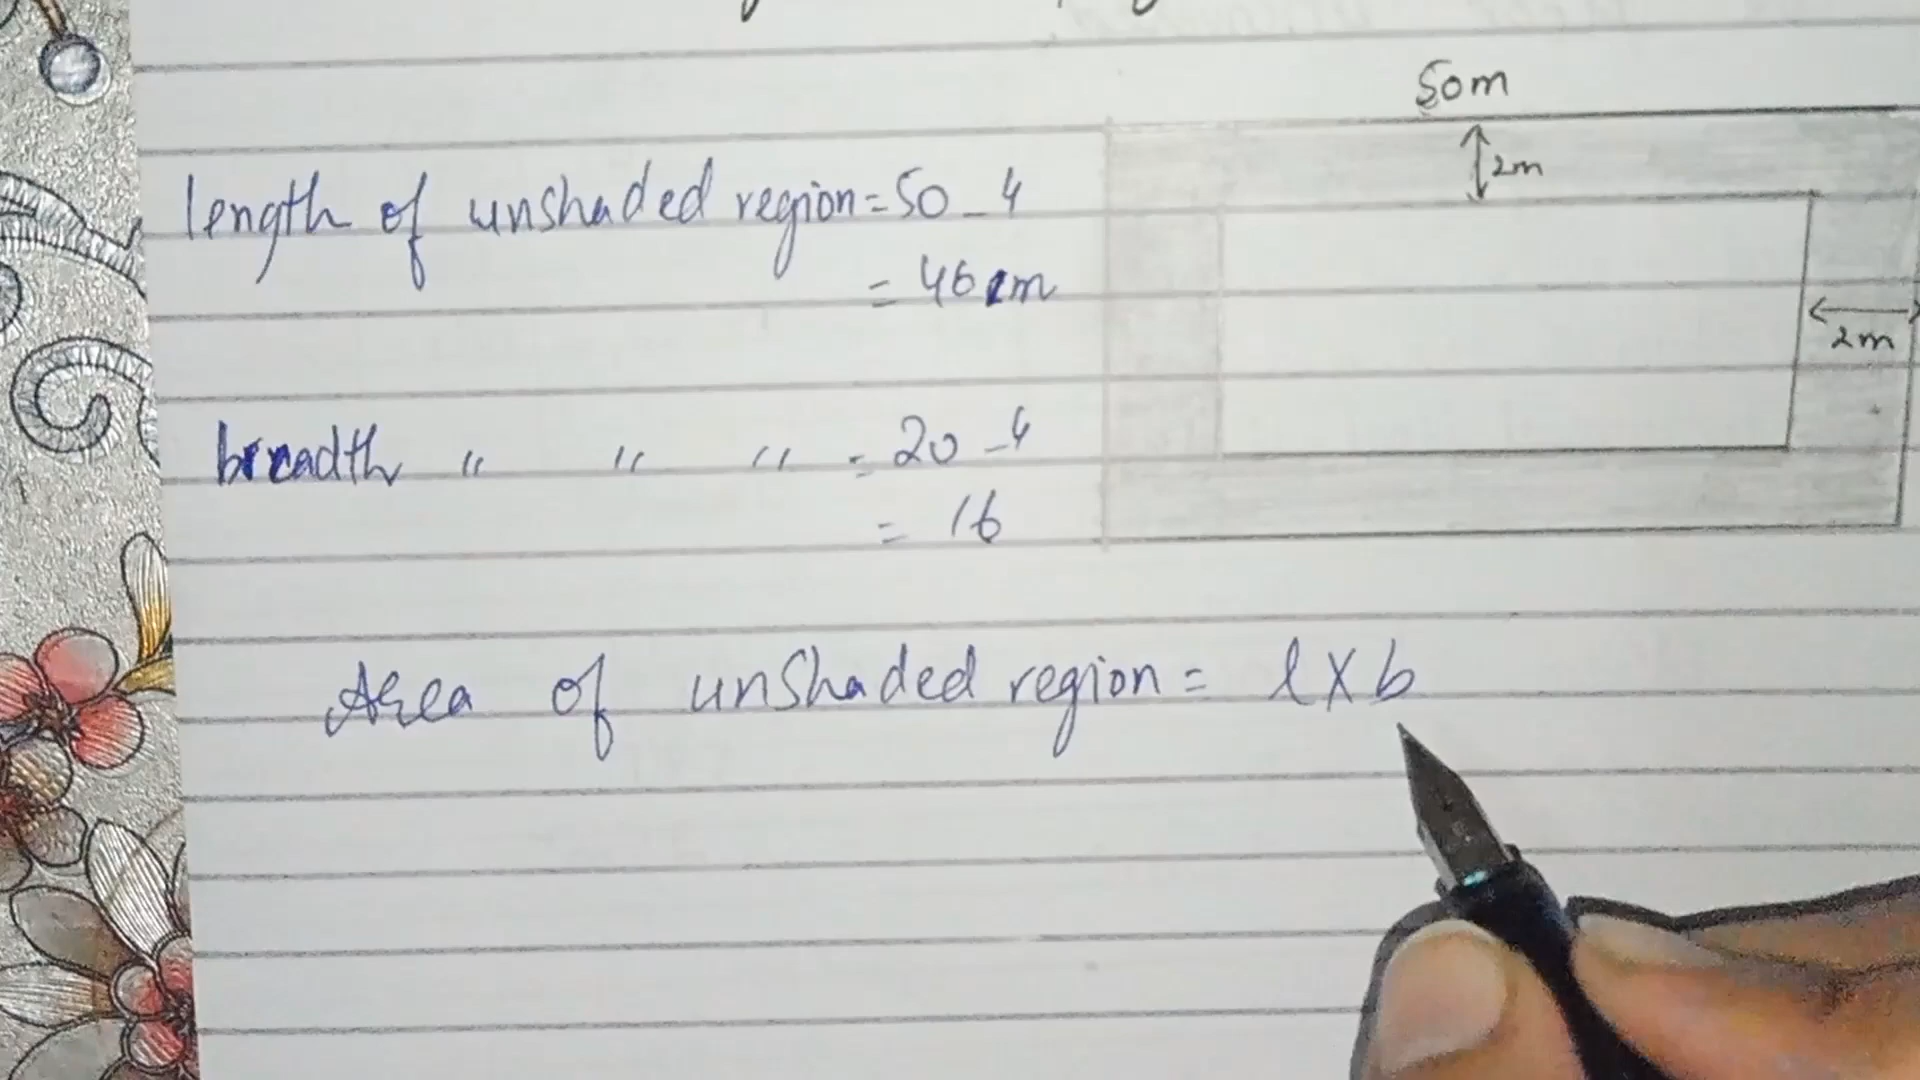 50m
2m
length of unshaded region = 50 - 4
= 46 m
2m
breadth " " " = 20 - 4
= 16
Area of unshaded region = l x b